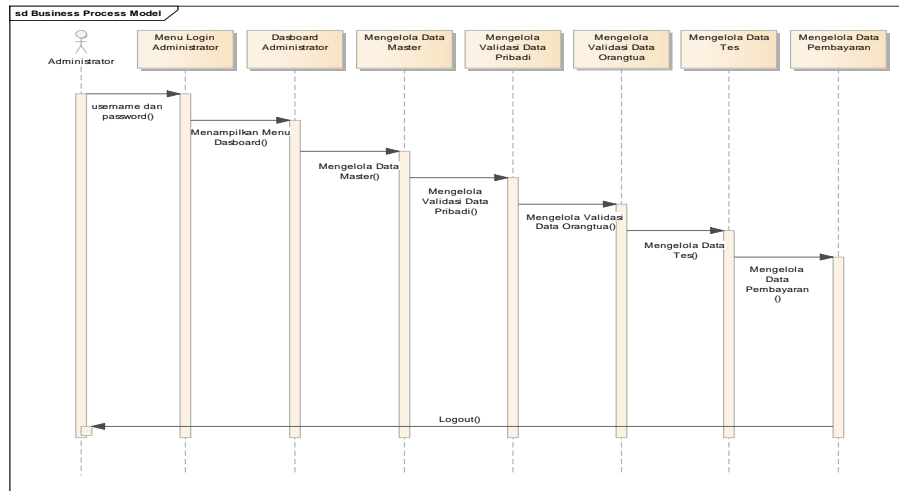 sd Business Process Model
Administrator
Menu Login
Administrator
Dasboard
Administrator
Mengelola Data
Master
Mengelola
Validasi Data
Pribadi
Mengelola
Validasi Data
Orangtua
Mengelola Data
Tes
Mengelola Data
Pembayaran
username dan
password()
Menampilkan Menu
Dasboard()
Mengelola Data
Master()
Mengelola
Validasi Data
Pribadi()
Mengelola Validasi
Data Orangtua()
Mengelola Data
Tes()
Mengelola
Data
Pembayaran
()
Logout()